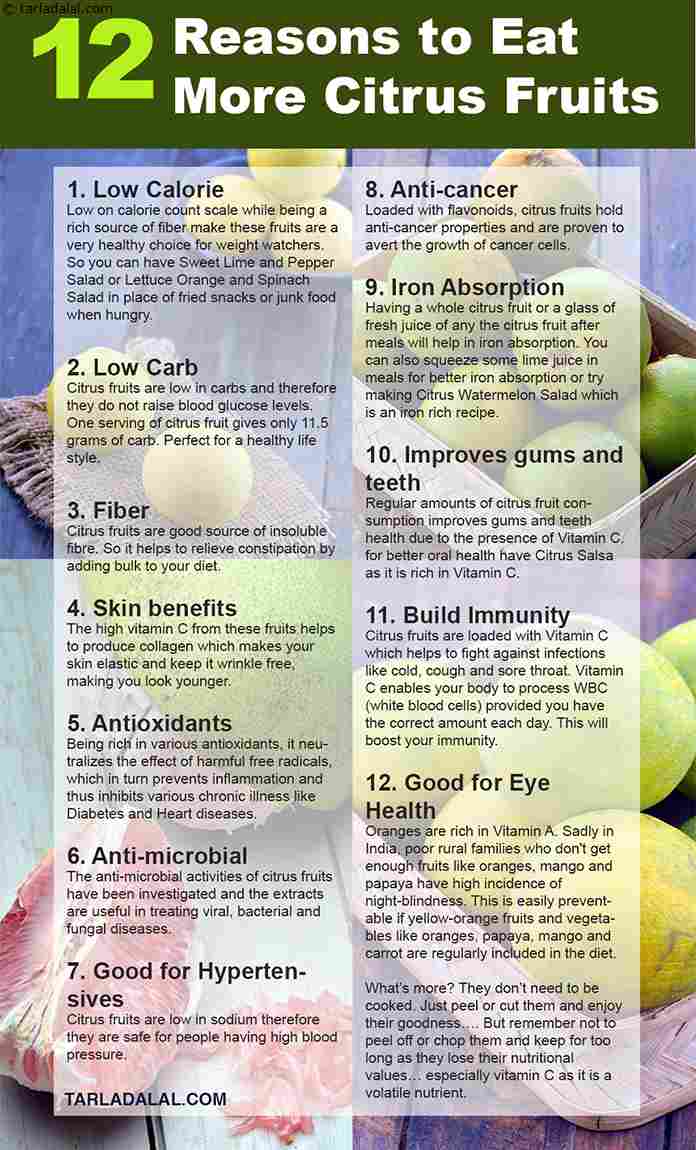 © tarladalal.com
12 Reasons to Eat
More Citrus Fruits
1. Low Calorie
Low on calorie count scale while being a
rich source of fiber make these fruits are a
very healthy choice for weight watchers.
So you can have Sweet Lime and Pepper
Salad or Lettuce Orange and Spinach
Salad in place of fried snacks or junk food
when hungry.
2. Low Carb
Citrus fruits are low in carbs and therefore
they do not raise blood glucose levels.
One serving of citrus fruit gives only 11.5
grams of carb. Perfect for a healthy life
style.
3. Fiber
Citrus fruits are good source of insoluble
fibre. So it helps to relieve constipation by
adding bulk to your diet.
4. Skin benefits
The high vitamin C from these fruits helps
to produce collagen which makes your
skin elastic and keep it wrinkle free,
making you look younger.
5. Antioxidants
Being rich in various antioxidants, it neu-
tralizes the effect of harmful free radicals,
which in turn prevents inflammation and
thus inhibits various chronic illness like
Diabetes and Heart diseases.
6. Anti-microbial
The anti-microbial activities of citrus fruits
have been investigated and the extracts
are useful in treating viral, bacterial and
fungal diseases.
7. Good for Hyperten-
sives
Citrus fruits are low in sodium therefore
they are safe for people having high blood
pressure.
TARLADALAL.COM
8. Anti-cancer
Loaded with flavonoids, citrus fruits hold
anti-cancer properties and are proven to
avert the growth of cancer cells.
9. Iron Absorption
Having a whole citrus fruit or a glass of
fresh juice of any the citrus fruit after
meals will help in iron absorption. You
can also squeeze some lime juice in
meals for better iron absorption or try
making Citrus Watermelon Salad which
is an iron rich recipe.
10. Improves gums and
teeth
Regular amounts of citrus fruit con-
sumption improves gums and teeth
health due to the presence of Vitamin C.
for better oral health have Citrus Salsa
as it is rich in Vitamin C.
11. Build Immunity
Citrus fruits are loaded with Vitamin C
which helps to fight against infections
like cold, cough and sore throat. Vitamin
C enables your body to process WBC
(white blood cells) provided you have
the correct amount each day. This will
boost your immunity.
12. Good for Eye
Health
Oranges are rich in Vitamin A. Sadly in
India, poor rural families who don't get
enough fruits like oranges, mango and
papaya have high incidence of
night-blindness. This is easily prevent-
able if yellow-orange fruits and vegeta-
bles like oranges, papaya, mango and
carrot are regularly included in the diet.
What's more? They don't need to be
cooked. Just peel or cut them and enjoy
their goodness…. But remember not to
peel off or chop them and keep for too
long as they lose their nutritional
values… especially vitamin C as it is a
volatile nutrient.